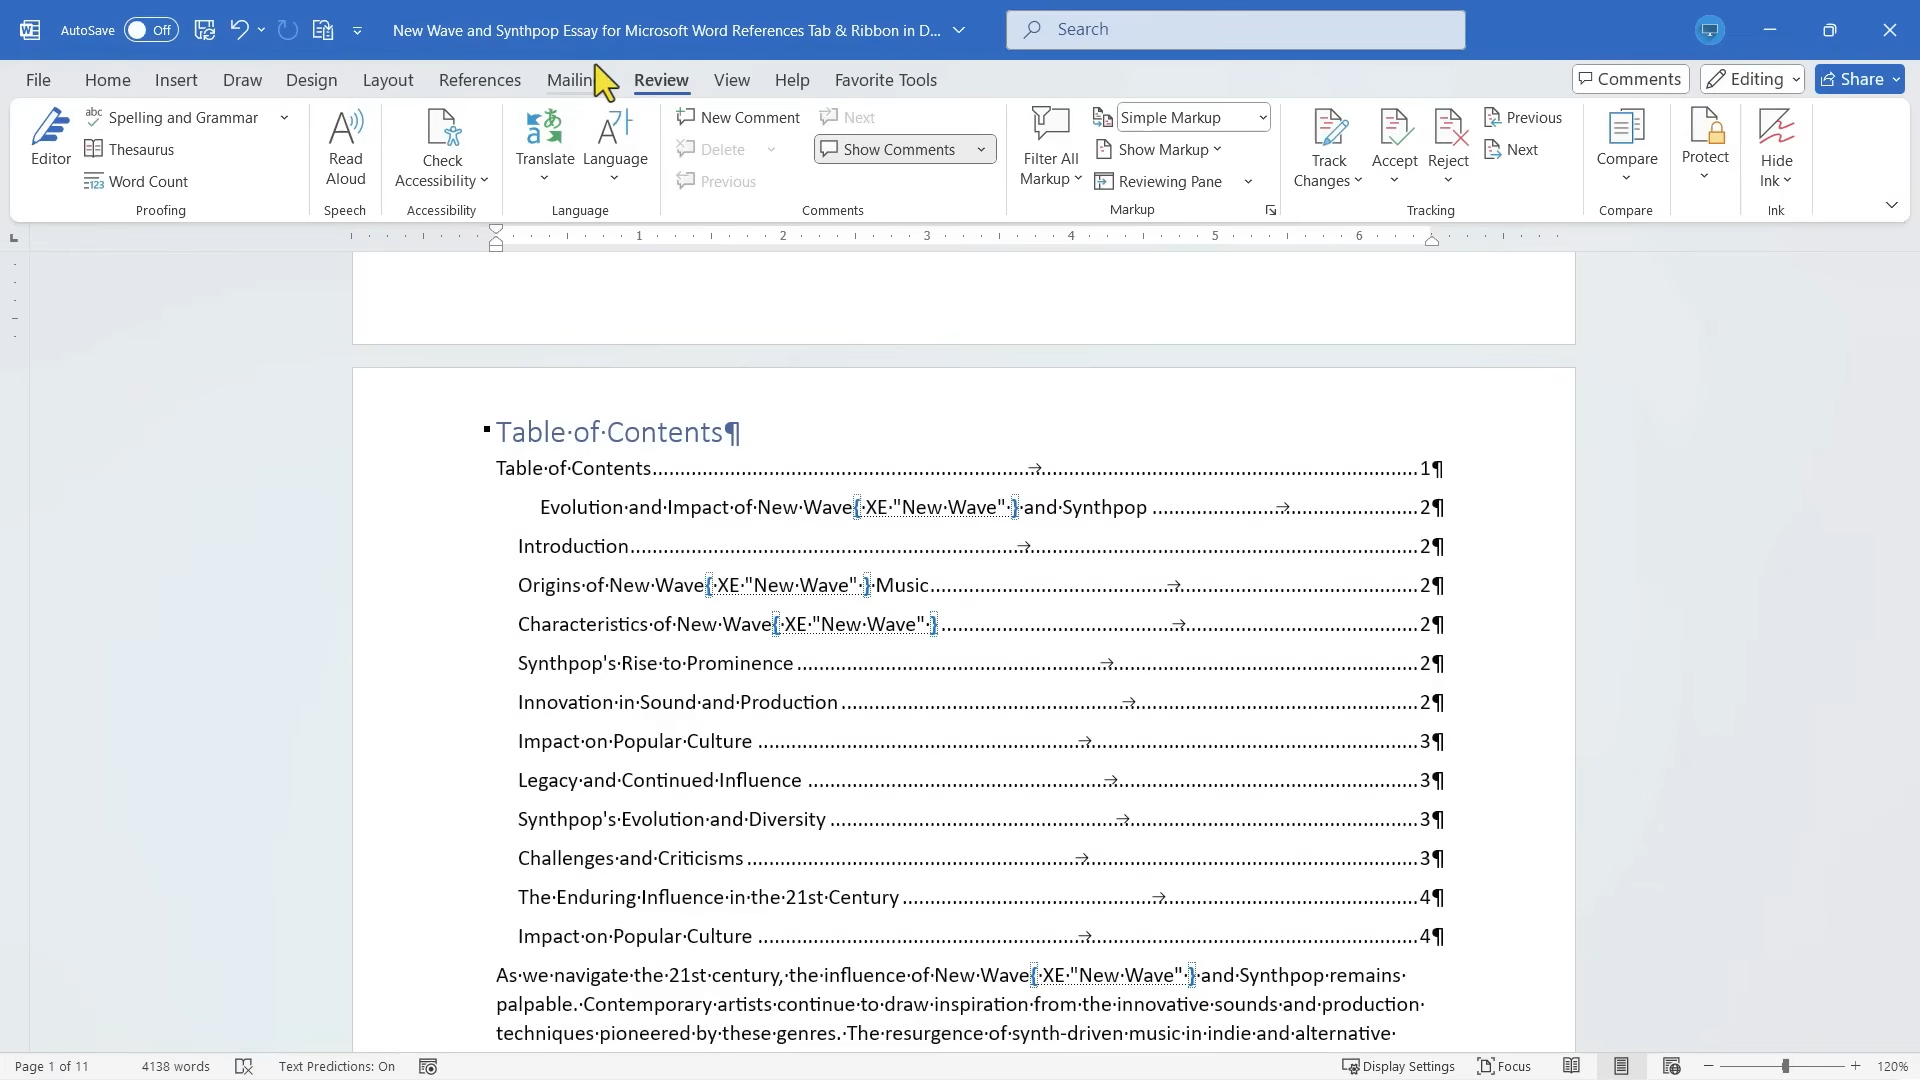 AutoSave Off New Wave and Synthpop Essay for Microsoft Word References Tab & Ribbon in D... Search
File Home Insert Draw Design Layout References Mailin Review View Help Favorite Tools Comments Editing Share
Editor
abc Spelling and Grammar
Thesaurus
123 Word Count
Proofing
Read
Aloud
Speech
Check
Accessibility
Accessibility
Translate
Language
Language
New Comment
Delete
Previous
Next
Show Comments
Comments
Filter All
Markup
Simple Markup
Show Markup
Reviewing Pane
Markup
Track
Changes
Accept
Reject
Previous
Next
Tracking
Compare
Compare
Protect
Hide
Ink
Ink
1 2 3 4 5 6
Table·of·Contents¶
Table·of·Contents → 1¶
Evolution·and·Impact·of·New·Wave{·XE·"New·Wave"·}·and·Synthpop → 2¶
Introduction → 2¶
Origins·of·New·Wave{·XE·"New·Wave"·}·Music → 2¶
Characteristics·of·New·Wave{·XE·"New·Wave"·} → 2¶
Synthpop's·Rise·to·Prominence → 2¶
Innovation·in·Sound·and·Production → 2¶
Impact·on·Popular·Culture → 3¶
Legacy·and·Continued·Influence → 3¶
Synthpop's·Evolution·and·Diversity → 3¶
Challenges·and·Criticisms → 3¶
The·Enduring·Influence·in·the·21st·Century → 4¶
Impact·on·Popular·Culture → 4¶
As·we·navigate·the·21st·century,·the·influence·of·New·Wave{·XE·"New·Wave"·}·and·Synthpop·remains·
palpable.·Contemporary·artists·continue·to·draw·inspiration·from·the·innovative·sounds·and·production·
techniques·pioneered·by·these·genres.·The·resurgence·of·synth-driven·music·in·indie·and·alternative·
Page 1 of 11 4138 words Text Predictions: On Display Settings Focus 120%